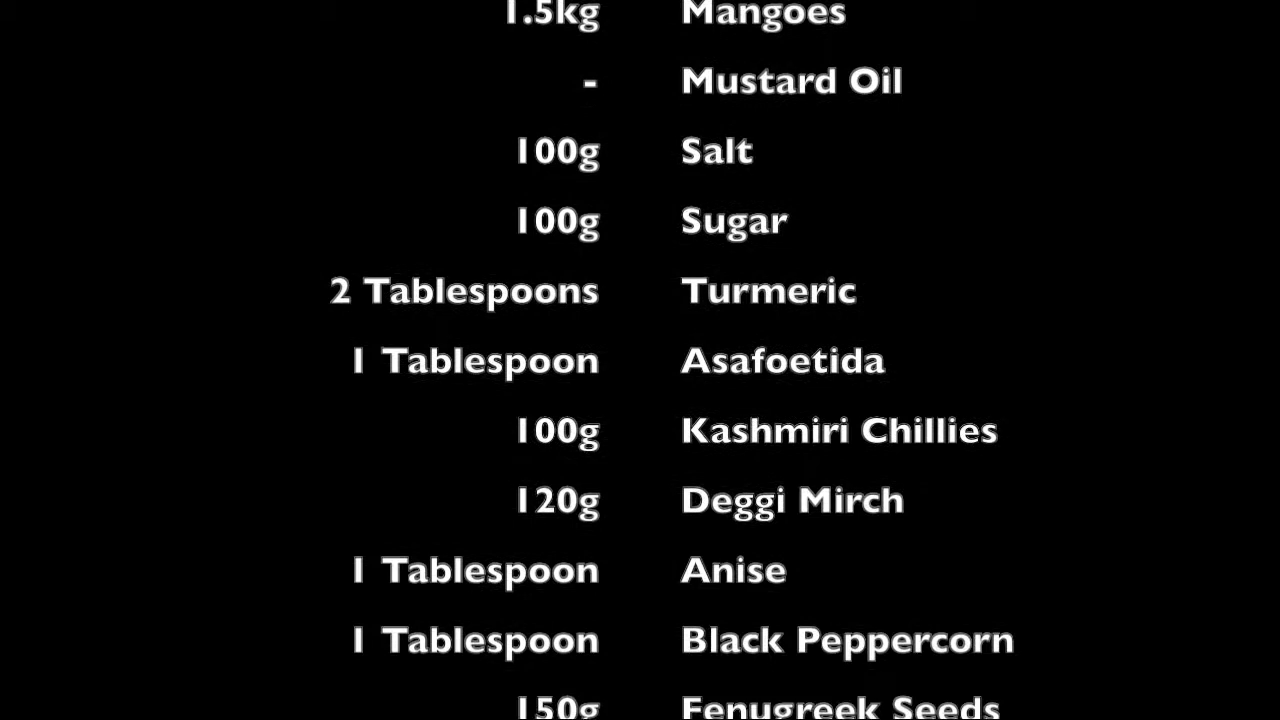 1.5kg Mangoes
- Mustard Oil
100g Salt
100g Sugar
2 Tablespoons Turmeric
1 Tablespoon Asafoetida
100g Kashmiri Chillies
120g Deggi Mirch
1 Tablespoon Anise
1 Tablespoon Black Peppercorn
150g Fenugreek Seeds